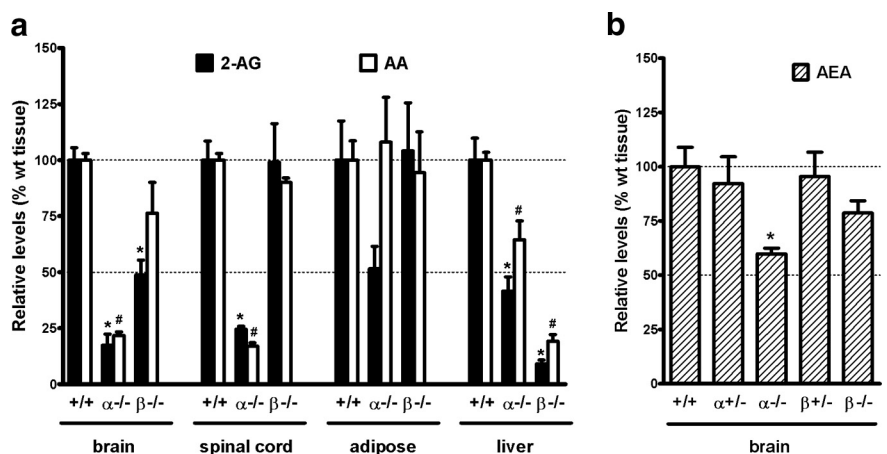 a
Relative levels (% wt tissue)
150
100
75
50
25
0
2-AG
AA
* # *
* #
* # * #
+/+ α-/- β-/-
+/+ α-/- β-/-
+/+ α-/- β-/-
+/+ α-/- β-/-
brain
spinal cord
adipose
liver
b
Relative levels (% wt tissue)
150
125
100
75
50
25
0
AEA
*
+/+ α+/- α-/- β+/- β-/-
brain